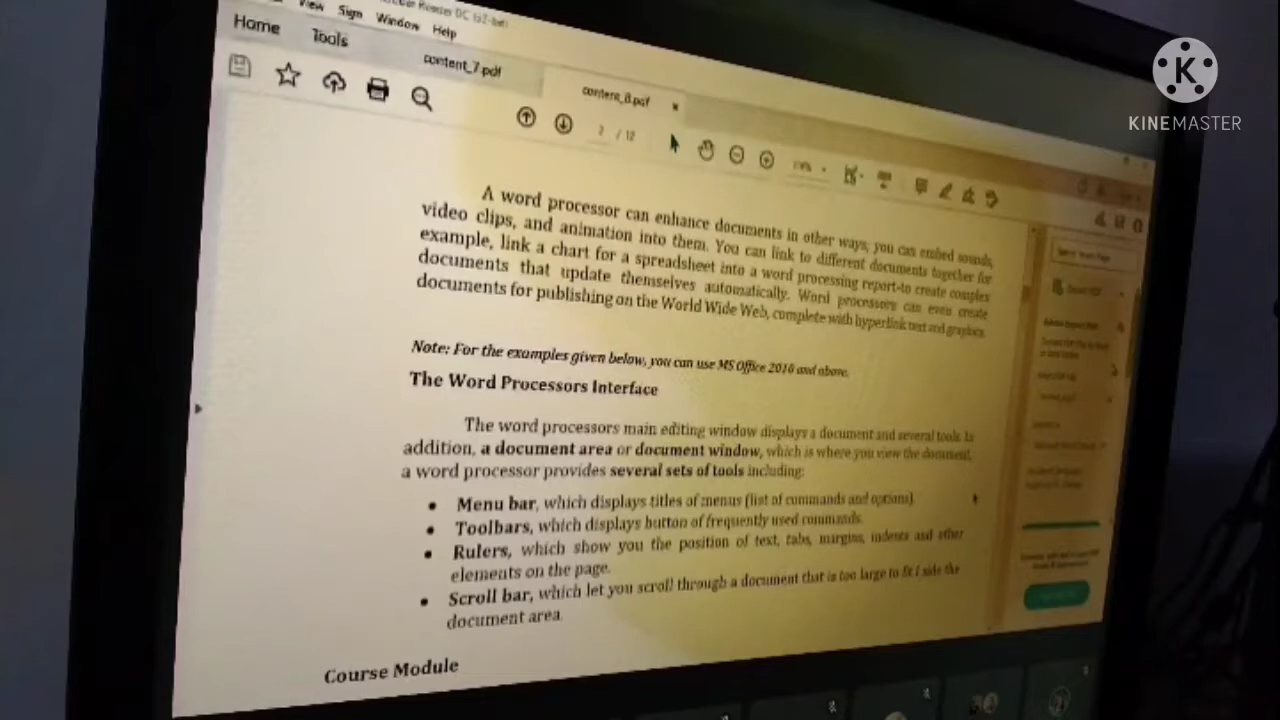 View Sign Window Help
Home Tools content_7.pdf content_8.pdf ×
2 / 12
KINEMASTER
A word processor can enhance documents in other ways; you can embed sounds,
video clips, and animation into them. You can link to different documents together for
example, link a chart for a spreadsheet into a word processing report-to create complex
documents that update themselves automatically. Word processors can even create
documents for publishing on the World Wide Web, complete with hyperlink text and graphics.
Note: For the examples given below, you can use MS Office 2010 and above.
The Word Processors Interface
The word processors main editing window displays a document and several tools. In
addition, a document area or document window, which is where you view the document,
a word processor provides several sets of tools including:
• Menu bar, which displays titles of menus (list of commands and options)
• Toolbars, which displays button of frequently used commands.
• Rulers, which show you the position of text, tabs, margins, indents and other
elements on the page.
• Scroll bar, which let you scroll through a document that is too large to fit I side the
document area.
Course Module